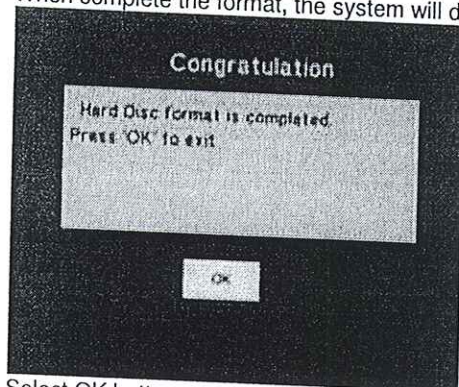 When complete the format, the system will d
Congratulation
Hard Disc format is completed.
Press 'OK' to exit
OK
Select OK